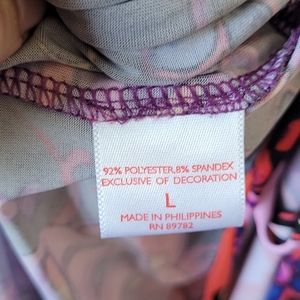 92% POLYESTER,8% SPANDEX
EXCLUSIVE OF DECORATION
L
MADE IN PHILIPPINES
RN 89782